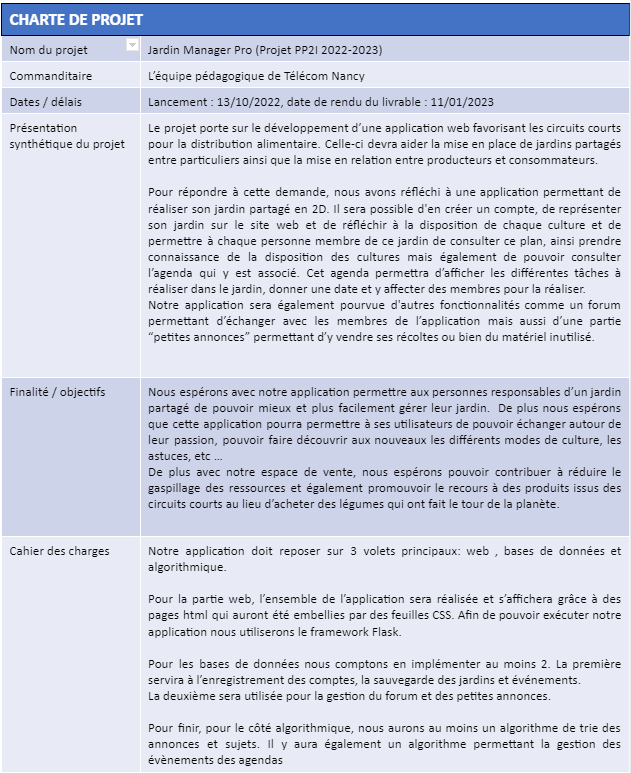 CHARTE DE PROJET
Nom du projet
Jardin Manager Pro (Projet PP2I 2022-2023)
Commanditaire
L’équipe pédagogique de Télécom Nancy
Dates / délais
Lancement : 13/10/2022, date de rendu du livrable : 11/01/2023
Présentation
synthétique du projet
Le projet porte sur le développement d’une application web favorisant les circuits courts
pour la distribution alimentaire. Celle-ci devra aider la mise en place de jardins partagés
entre particuliers ainsi que la mise en relation entre producteurs et consommateurs.
Pour répondre à cette demande, nous avons réfléchi à une application permettant de
réaliser son jardin partagé en 2D. Il sera possible d'en créer un compte, de représenter
son jardin sur le site web et de réfléchir à la disposition de chaque culture et de
permettre à chaque personne membre de ce jardin de consulter ce plan, ainsi prendre
connaissance de la disposition des cultures mais également de pouvoir consulter
l’agenda qui y est associé. Cet agenda permettra d’afficher les différentes tâches à
réaliser dans le jardin, donner une date et y affecter des membres pour la réaliser.
Notre application sera également pourvue d'autres fonctionnalités comme un forum
permettant d’échanger avec les membres de l’application mais aussi d’une partie
“petites annonces” permettant d’y vendre ses récoltes ou bien du matériel inutilisé.
Finalité / objectifs
Nous espérons avec notre application permettre aux personnes responsables d’un jardin
partagé de pouvoir mieux et plus facilement gérer leur jardin. De plus nous espérons
que cette application pourra permettre à ses utilisateurs de pouvoir échanger autour de
leur passion, pouvoir faire découvrir aux nouveaux les différents modes de culture, les
astuces, etc ...
De plus avec notre espace de vente, nous espérons pouvoir contribuer à réduire le
gaspillage des ressources et également promouvoir le recours à des produits issus des
circuits courts au lieu d’acheter des légumes qui ont fait le tour de la planète.
Cahier des charges
Notre application doit reposer sur 3 volets principaux: web , bases de données et
algorithmique.
Pour la partie web, l’ensemble de l’application sera réalisée et s’affichera grâce à des
pages html qui auront été embellies par des feuilles CSS. Afin de pouvoir exécuter notre
application nous utiliserons le framework Flask.
Pour les bases de données nous comptons en implémenter au moins 2. La première
servira à l’enregistrement des comptes, la sauvegarde des jardins et événements.
La deuxième sera utilisée pour la gestion du forum et des petites annonces.
Pour finir, pour le côté algorithmique, nous aurons au moins un algorithme de trie des
annonces et sujets. Il y aura également un algorithme permettant la gestion des
évènements des agendas